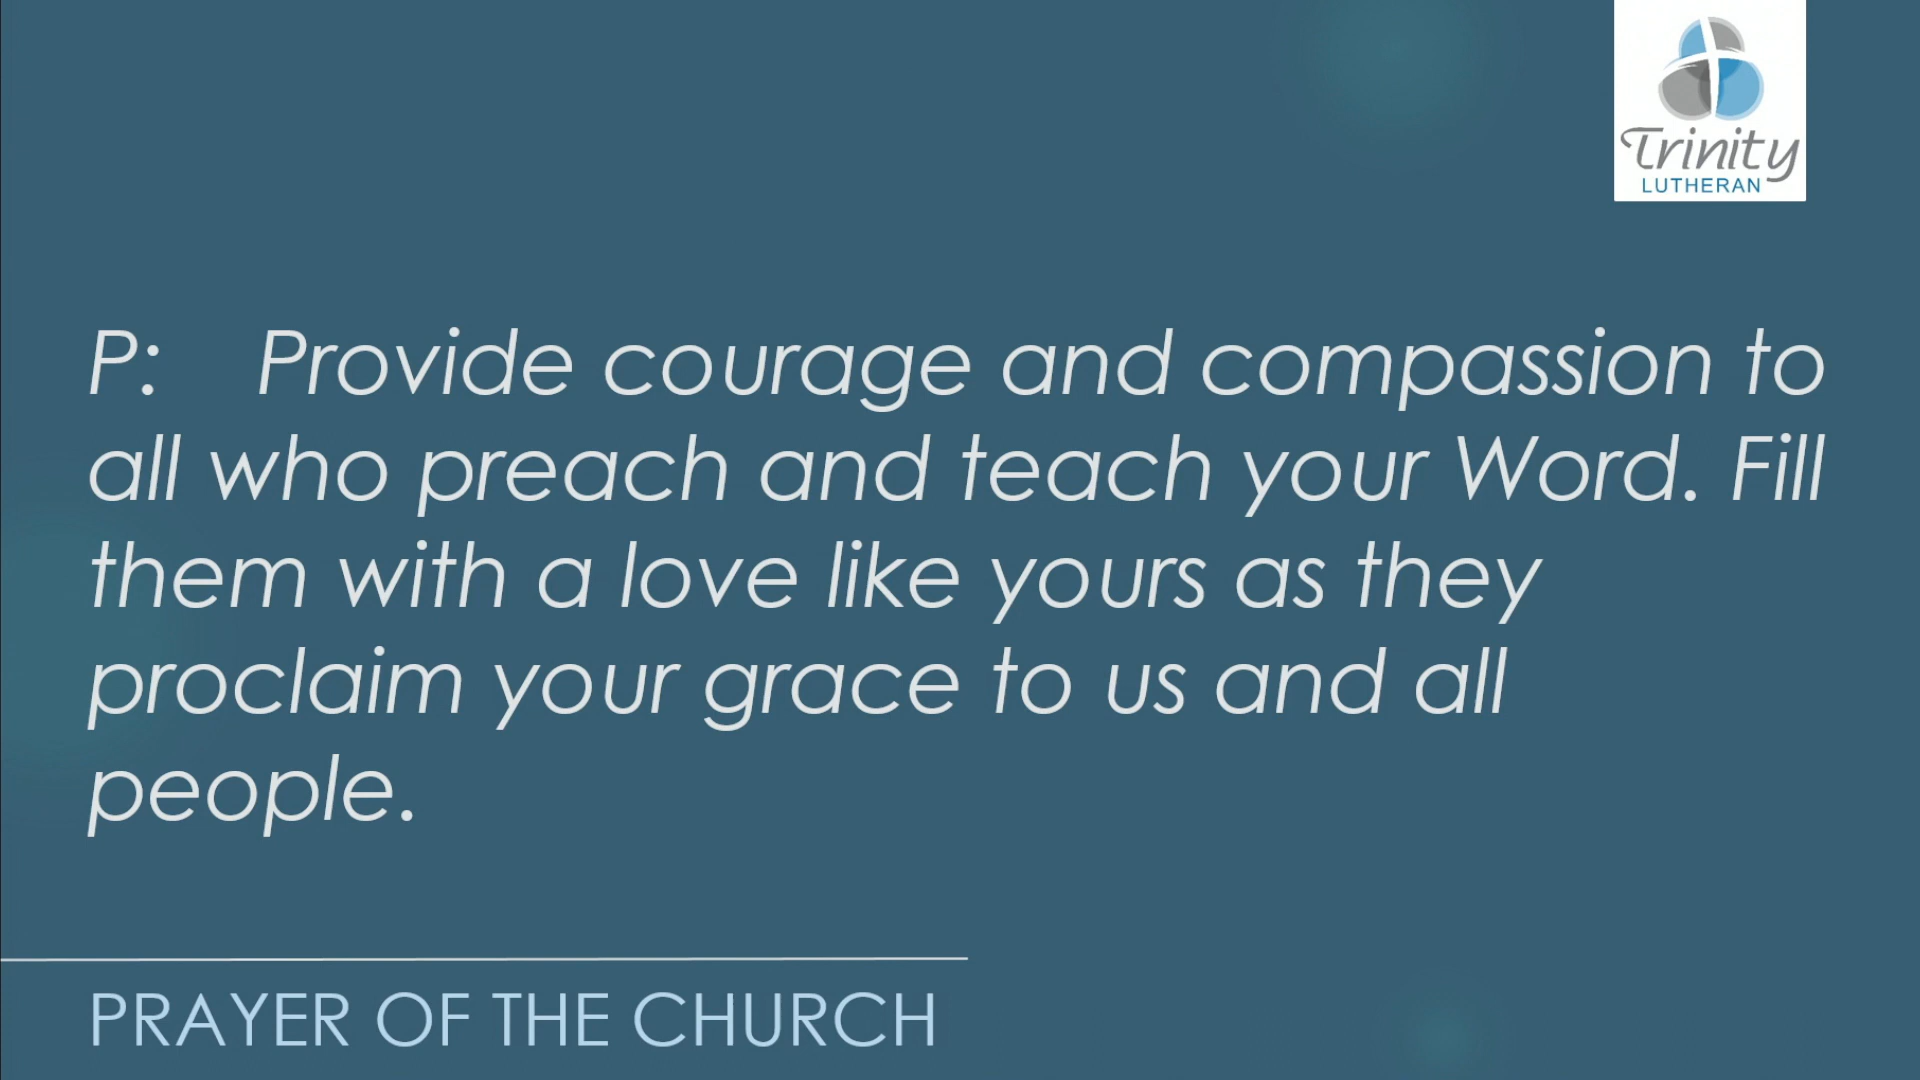 Trinity
LUTHERAN
P: Provide courage and compassion to
all who preach and teach your Word. Fill
them with a love like yours as they
proclaim your grace to us and all
people.
PRAYER OF THE CHURCH